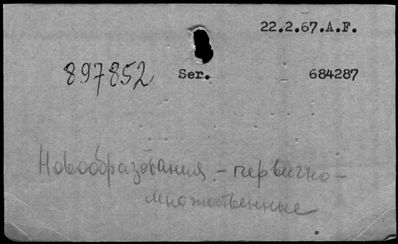 22.2.67.A.F.
897852 Ser. 684287
Новообразования - первично-
множественные